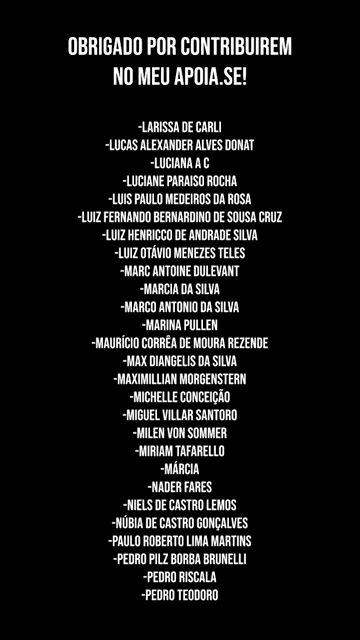 OBRIGADO POR CONTRIBUIREM
NO MEU APOIA.SE!
-LARISSA DE CARLI
-LUCAS ALEXANDER ALVES DONAT
-LUCIANA A C
-LUCIANE PARAISO ROCHA
-LUIS PAULO MEDEIROS DA ROSA
-LUIZ FERNANDO BERNARDINO DE SOUSA CRUZ
-LUIZ HENRICCO DE ANDRADE SILVA
-LUIZ OTÁVIO MENEZES TELES
-MARC ANTOINE DULEVANT
-MARCIA DA SILVA
-MARCO ANTONIO DA SILVA
-MARINA PULLEN
-MAURÍCIO CORRÊA DE MOURA REZENDE
-MAX DIANGELIS DA SILVA
-MAXIMILLIAN MORGENSTERN
-MICHELLE CONCEIÇÃO
-MIGUEL VILLAR SANTORO
-MILEN VON SOMMER
-MIRIAM TAFARELLO
-MÁRCIA
-NADER FARES
-NIELS DE CASTRO LEMOS
-NÚBIA DE CASTRO GONÇALVES
-PAULO ROBERTO LIMA MARTINS
-PEDRO PILZ BORBA BRUNELLI
-PEDRO RISCALA
-PEDRO TEODORO